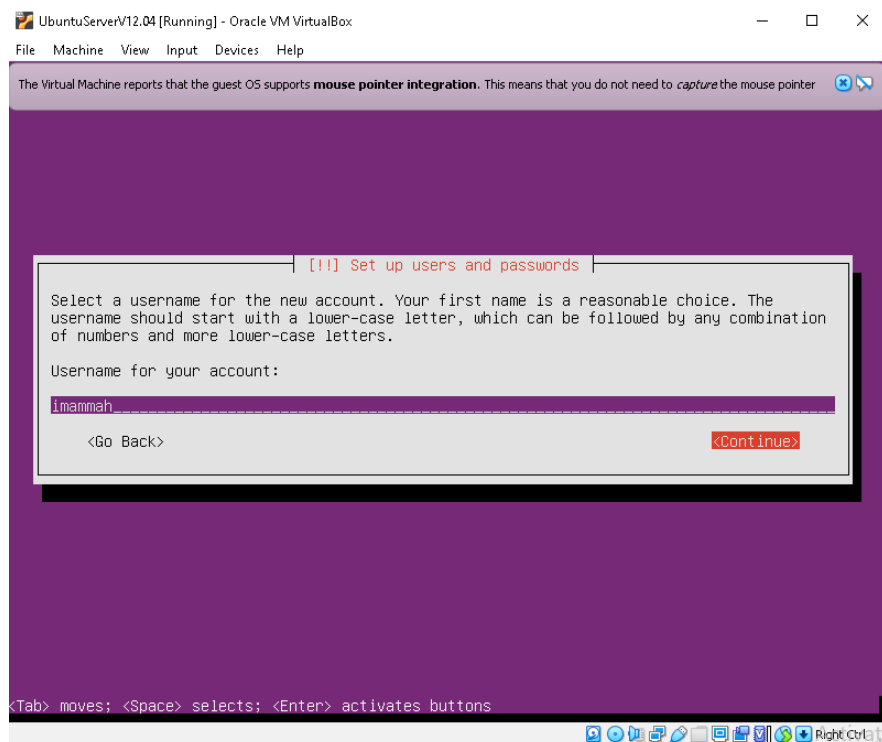 UbuntuServerV12.04 [Running] - Oracle VM VirtualBox
File Machine View Input Devices Help
The Virtual Machine reports that the guest OS supports mouse pointer integration. This means that you do not need to capture the mouse pointer
[!!] Set up users and passwords
Select a username for the new account. Your first name is a reasonable choice. The
username should start with a lower-case letter, which can be followed by any combination
of numbers and more lower-case letters.
Username for your account:
imammah
<Go Back> <Continue>
<Tab> moves; <Space> selects; <Enter> activates buttons
Right Ctrl